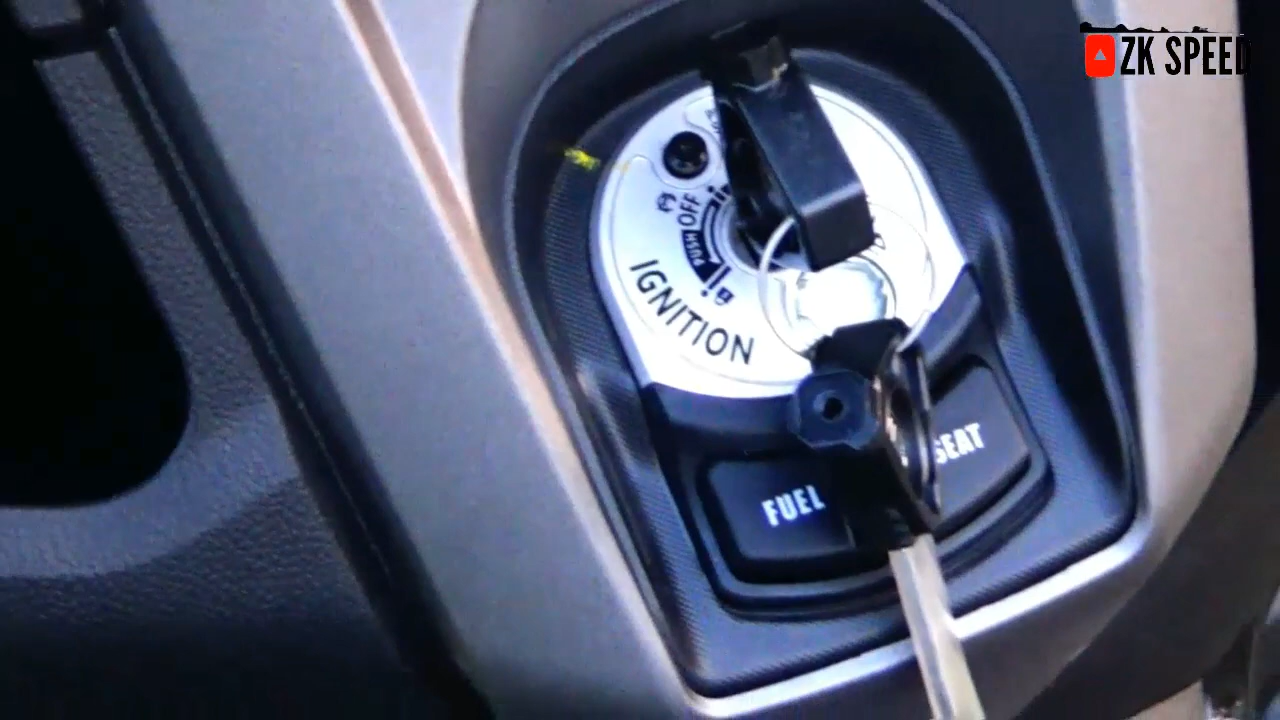 ZK SPEED
OFF
PUSH
IGNITION
FUEL
SEAT